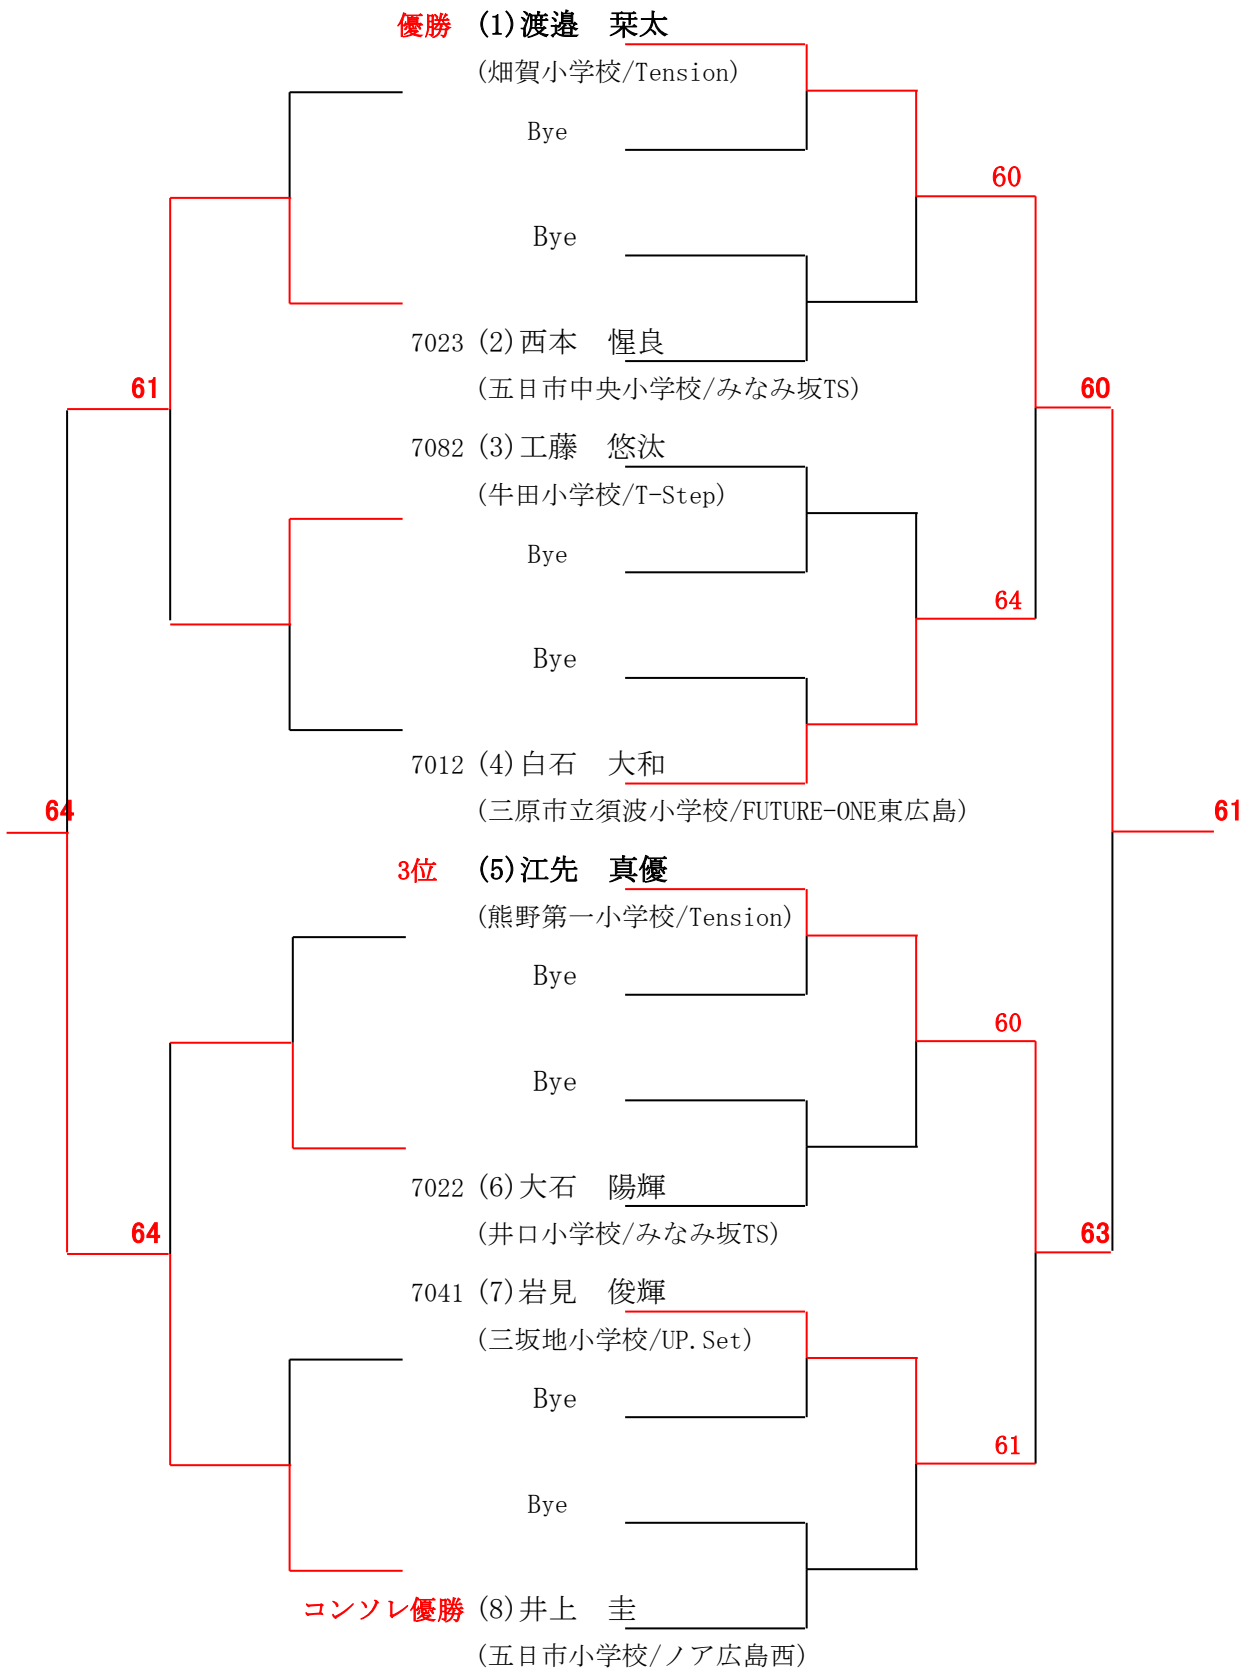 優勝 (1)渡邉　栞太
(畑賀小学校/Tension)
Bye
60
Bye
7023 (2)西本　惺良
61
(五日市中央小学校/みなみ坂TS)
60
7082 (3)工藤　悠汰
(牛田小学校/T-Step)
Bye
64
Bye
7012 (4)白石　大和
64
(三原市立須波小学校/FUTURE-ONE東広島)
61
3位 (5)江先　真優
(熊野第一小学校/Tension)
Bye
60
Bye
7022 (6)大石　陽輝
64
(井口小学校/みなみ坂TS)
63
7041 (7)岩見　俊輝
(三坂地小学校/UP.Set)
Bye
61
Bye
コンソレ優勝 (8)井上　圭
(五日市小学校/ノア広島西)